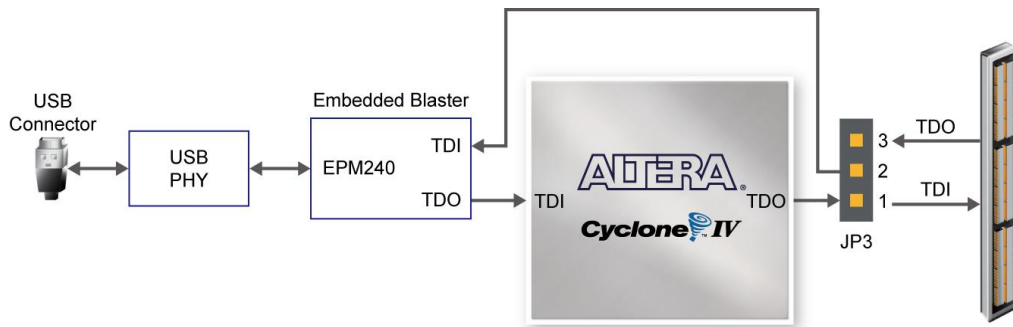 USB
Connector
USB
PHY
Embedded Blaster
EPM240
TDI
TDO
TDI
ALTERA.
Cyclone™ IV
TDO
3
2
1
JP3
TDO
TDI